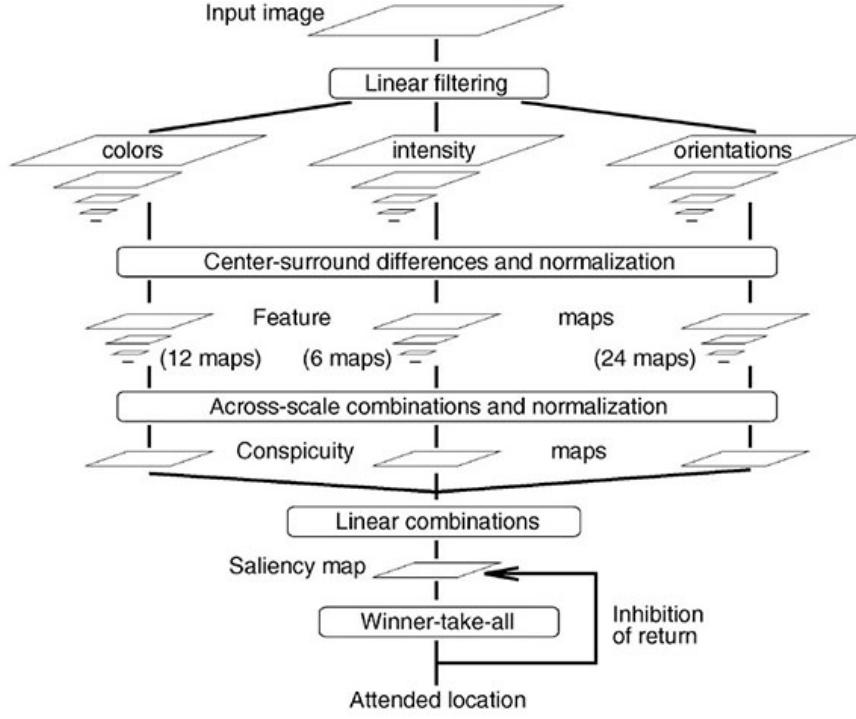 Input image
Linear filtering
colors intensity orientations
Center-surround differences and normalization
Feature maps
(12 maps) (6 maps) (24 maps)
Across-scale combinations and normalization
Conspicuity maps
Linear combinations
Saliency map
Winner-take-all
Inhibition
of return
Attended location